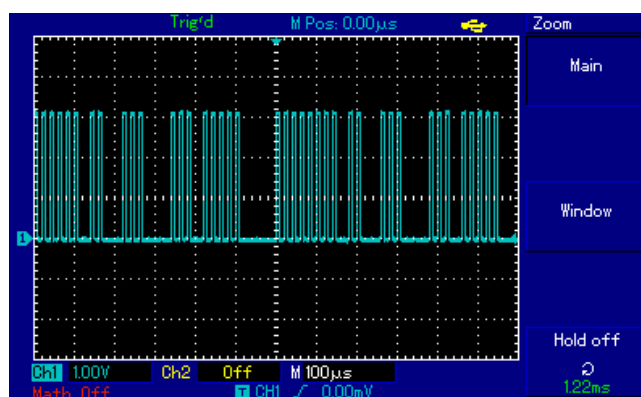 Trig'd M Pos: 0.00µs Zoom
Main
1
Window
Hold off
Ch1 1.00V Ch2 Off M 100µs
1.22ms
Math Off T CH1 0.00mV